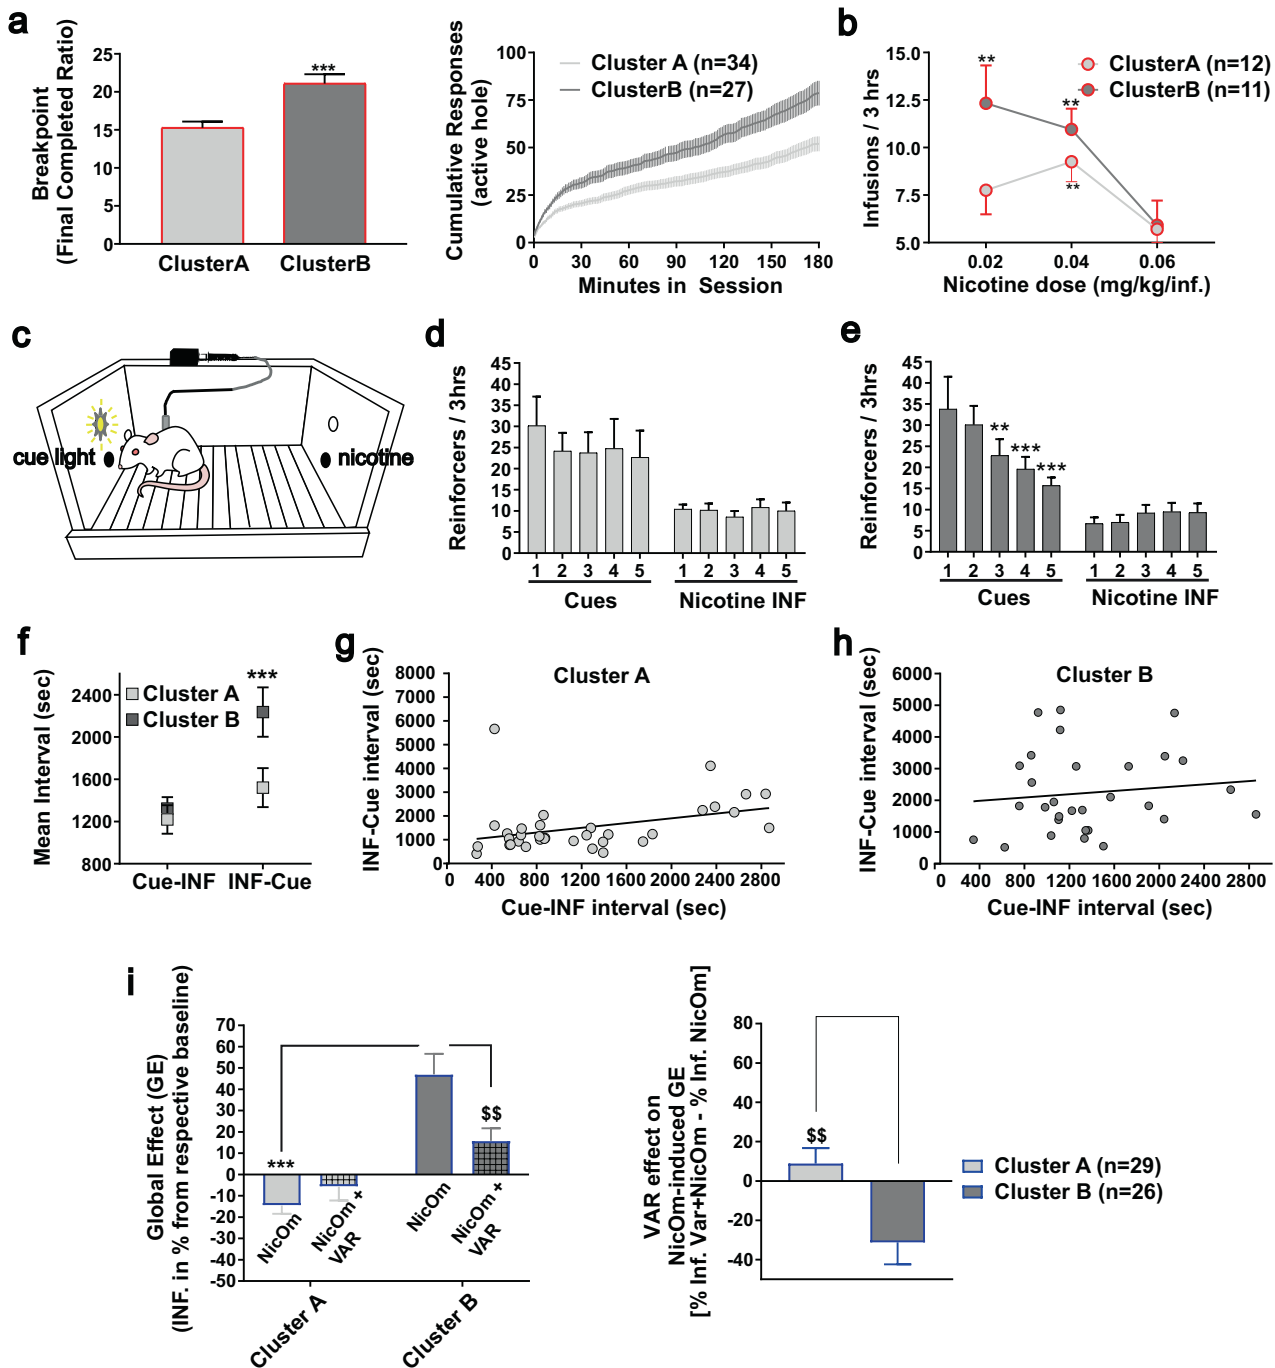 a
Breakpoint
(Final Completed Ratio)
25
20
15
10
5
0
***
ClusterA
ClusterB
Cumulative Responses
(active hole)
100
75
50
25
0
Cluster A (n=34)
ClusterB (n=27)
0
30
60
90
120
150
180
Minutes in Session
b
Infusions / 3 hrs
15.0
12.5
10.0
7.5
5.0
**
**
**
ClusterA (n=12)
ClusterB (n=11)
0.02
0.04
0.06
Nicotine dose (mg/kg/inf.)
c
cue light
nicotine
d
Reinforcers / 3hrs
45
40
35
30
25
20
15
10
5
0
1 2 3 4 5
1 2 3 4 5
Cues
Nicotine INF
e
Reinforcers / 3hrs
45
40
35
30
25
20
15
10
5
0
**
***
***
1 2 3 4 5
1 2 3 4 5
Cues
Nicotine INF
f
Mean Interval (sec)
2400
2000
1600
1200
800
***
Cluster A
Cluster B
Cue-INF
INF-Cue
g
Cluster A
INF-Cue interval (sec)
8000
7000
6000
5000
4000
3000
2000
1000
0
0 400 800 1200 1600 2000 2400 2800
Cue-INF interval (sec)
h
Cluster B
INF-Cue interval (sec)
6000
5000
4000
3000
2000
1000
0
0 400 800 1200 1600 2000 2400 2800
Cue-INF interval (sec)
i
Global Effect (GE)
(INF. in % from respective baseline)
70
60
50
40
30
20
10
0
-10
-20
-30
-40
-50
***
$$
NicOm
NicOm +
VAR
NicOm
NicOm +
VAR
Cluster A
Cluster B
VAR effect on
NicOm-induced GE
[% Inf. Var+NicOm - % Inf. NicOm]
80
60
40
20
0
-20
-40
$$
Cluster A (n=29)
Cluster B (n=26)